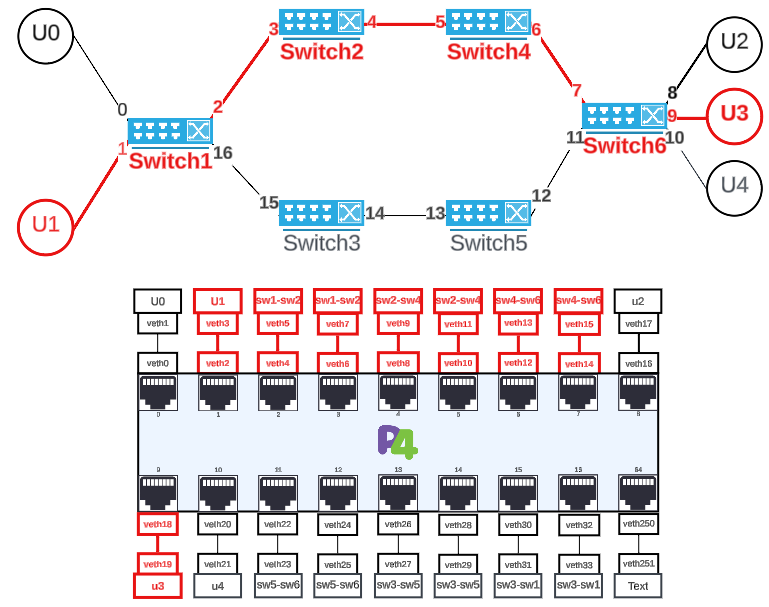 U0
3
4
5
6
Switch2
Switch4
U2
0
2
7
8
9
U3
1
Switch1
16
11
Switch6
10
U1
15
14
13
12
U4
Switch3
Switch5
U0 U1 sw1-sw2 sw1-sw2 sw2-sw4 sw2-sw4 sw4-sw6 sw4-sw6 u2
veth1 veth3 veth5 veth7 veth9 veth11 veth13 veth15 veth17
veth0 veth2 veth4 veth6 veth8 veth10 veth12 veth14 veth16
0 1 2 3 4 5 6 7 8
P4
9 10 11 12 13 14 15 16 64
veth18 veth20 veth22 veth24 veth26 veth28 veth30 veth32 veth250
veth19 veth21 veth23 veth25 veth27 veth29 veth31 veth33 veth251
u3 u4 sw5-sw6 sw5-sw6 sw3-sw5 sw3-sw5 sw3-sw1 sw3-sw1 Text